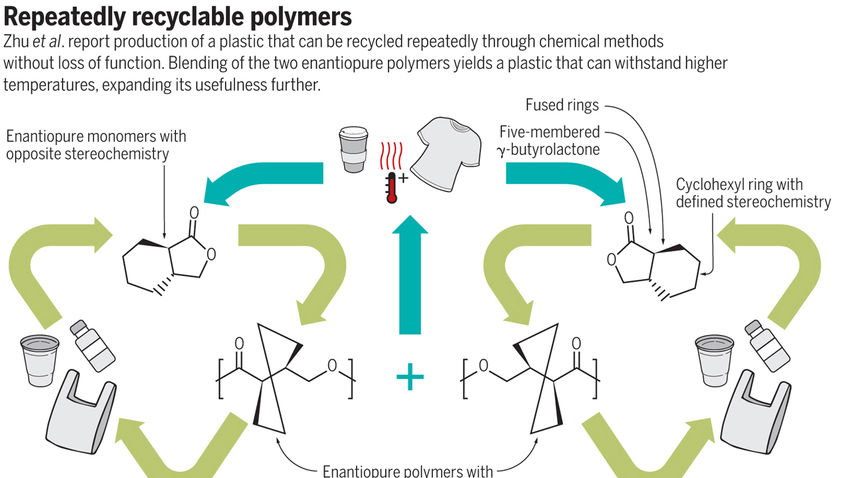 Repeatedly recyclable polymers
Zhu et al. report production of a plastic that can be recycled repeatedly through chemical methods
without loss of function. Blending of the two enantiopure polymers yields a plastic that can withstand higher
temperatures, expanding its usefulness further.
Enantiopure monomers with
opposite stereochemistry
Fused rings
Five-membered
γ-butyrolactone
Cyclohexyl ring with
defined stereochemistry
+
O
O
O
O
O
O
+
O
O
Enantiopure polymers with